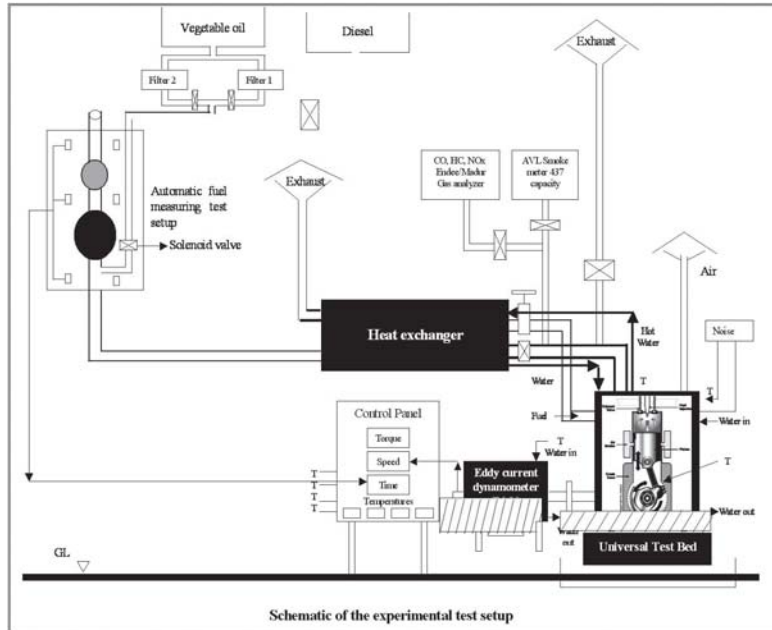 Vegetable oil
Diesel
Exhaust
Filter 2
Filter 1
CO, HC, NOx
Endee/Madur
Gas analyzer
AVL Smoke
meter 437
capacity
Exhaust
Automatic fuel
measuring test
setup
Solenoid valve
Air
Heat exchanger
Hot
Water
Noise
Water
T
T
Control Panel
Fuel
Water in
Torque
T
Water in
Speed
Eddy current
dynamometer
T
T
Time
T
Temperatures
T
T
Water out
Water
out
Universal Test Bed
GL
Schematic of the experimental test setup